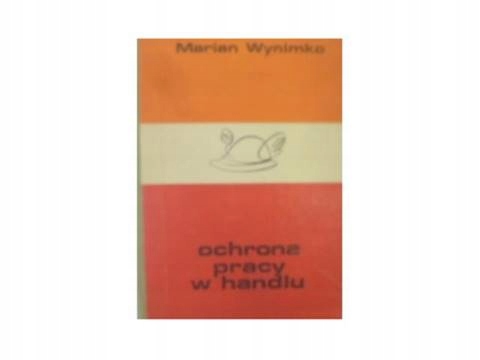 Marian Wynimko
ochrona
pracy
w handlu